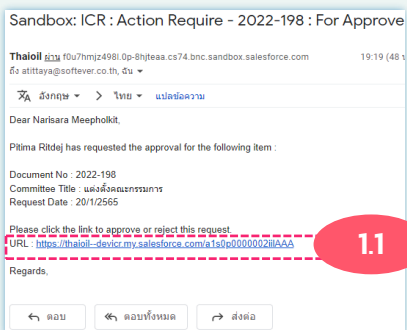 Sandbox: ICR : Action Require - 2022-198 : For Approve
Thaioil ผ่าน f0u7hmjz498l.0p-8hjteaa.cs74.bnc.sandbox.salesforce.com 19:19 (48
ถึง atittaya@softever.co.th, ฉัน
อังกฤษ > ไทย แปลข้อความ
Dear Narisara Meepholkit,
Pitima Ritdej has requested the approval for the following item :
Document No : 2022-198
Committee Title : แต่งตั้งคณะกรรมการ
Request Date : 20/1/2565
Please click the link to approve or reject this request.
URL : https://thaioil--devicr.my.salesforce.com/a1s0p0000002iilAAA
1.1
Regards,
ตอบ ตอบทั้งหมด ส่งต่อ